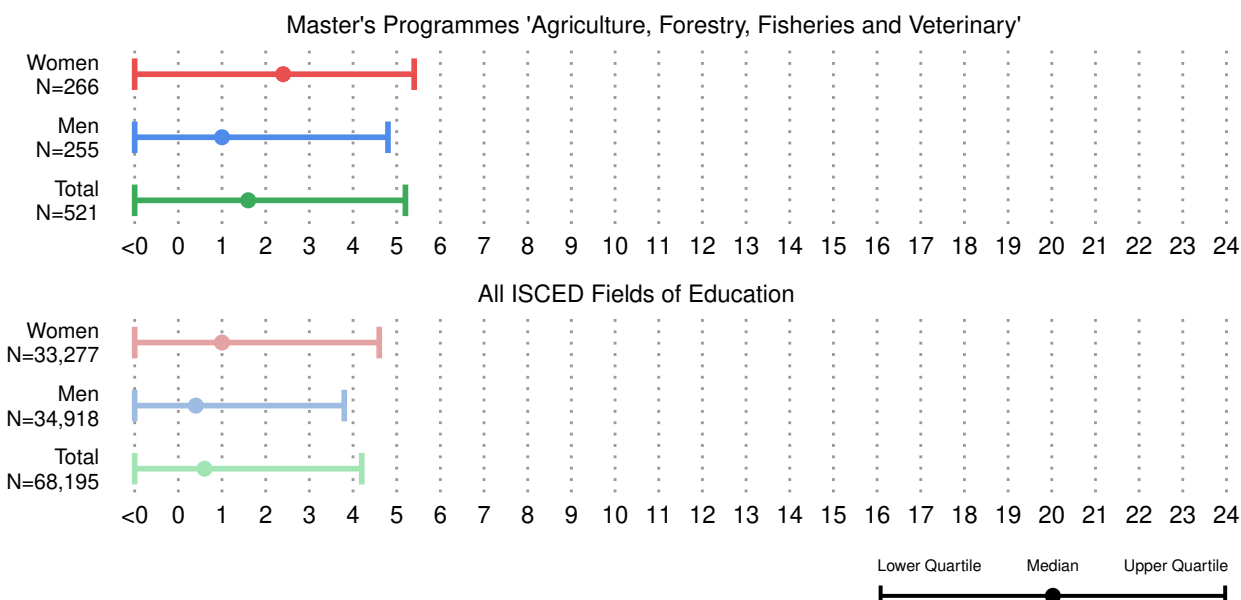 Master's Programmes 'Agriculture, Forestry, Fisheries and Veterinary'
Women
N=266
Men
N=255
Total
N=521
<0 0 1 2 3 4 5 6 7 8 9 10 11 12 13 14 15 16 17 18 19 20 21 22 23 24
All ISCED Fields of Education
Women
N=33,277
Men
N=34,918
Total
N=68,195
<0 0 1 2 3 4 5 6 7 8 9 10 11 12 13 14 15 16 17 18 19 20 21 22 23 24
Lower Quartile Median Upper Quartile